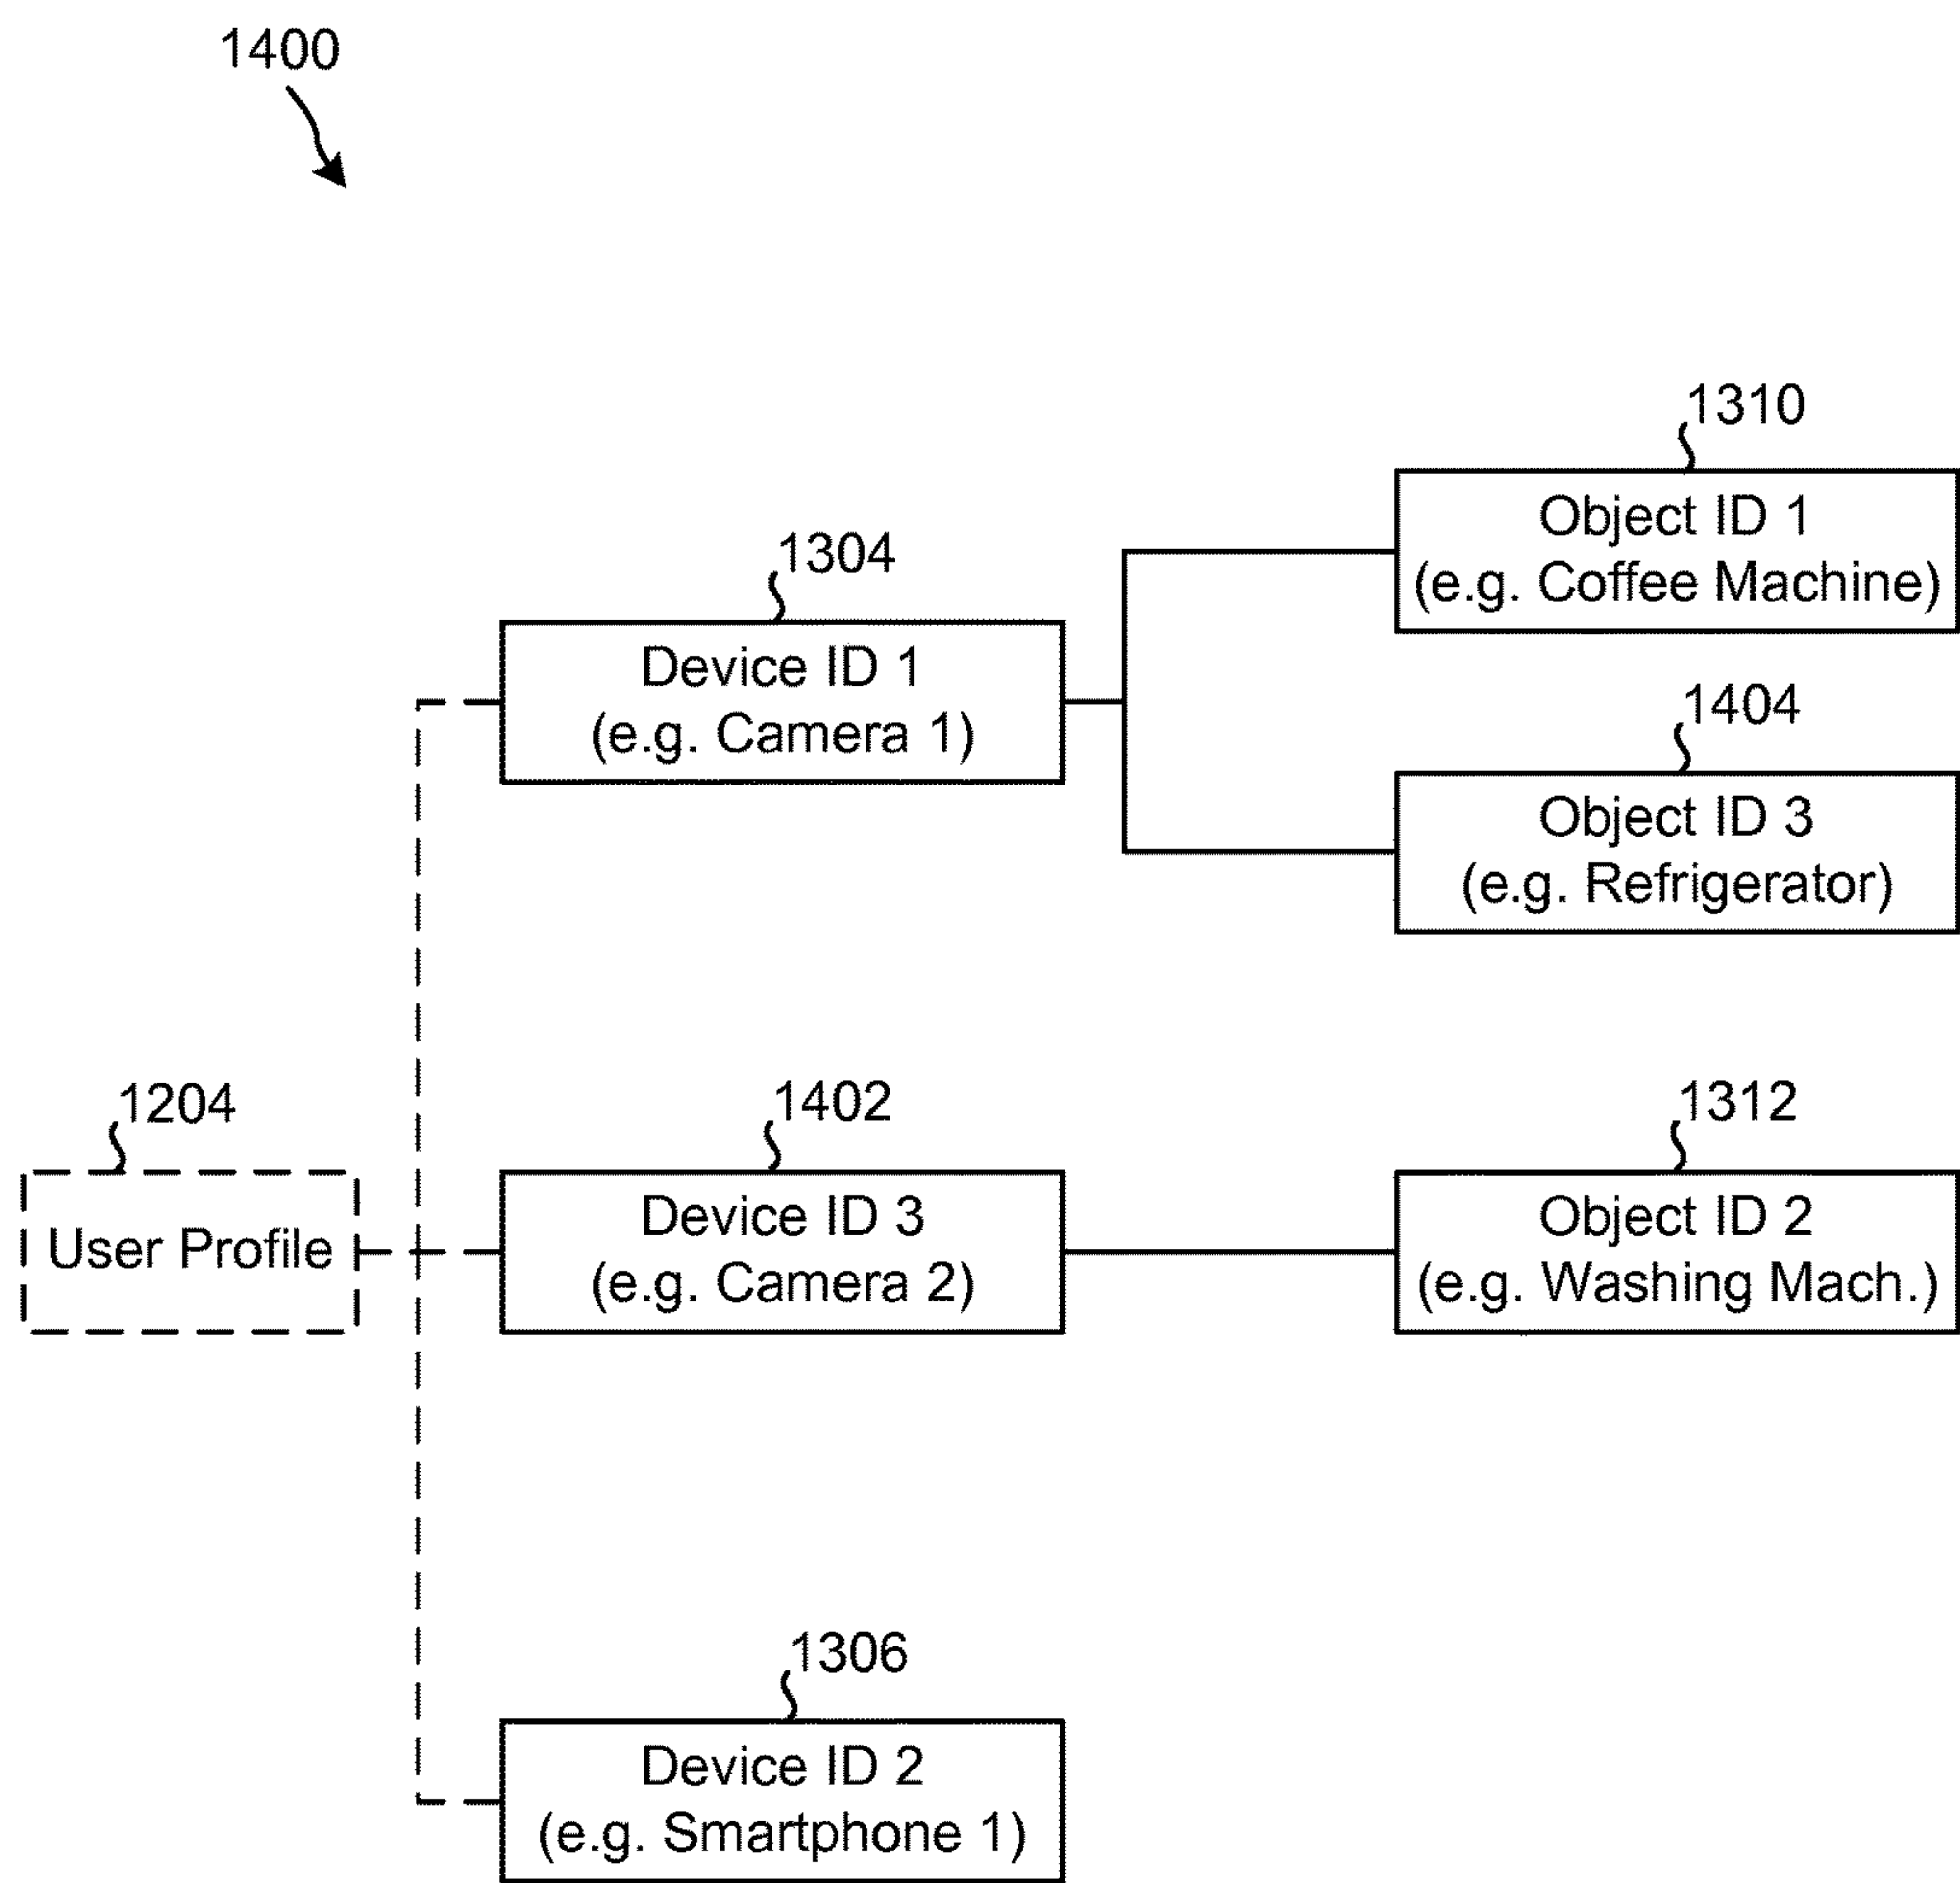 1400
1310
Object ID 1
(e.g. Coffee Machine)
1304
Device ID 1
(e.g. Camera 1)
1404
Object ID 3
(e.g. Refrigerator)
1204
User Profile
1402
Device ID 3
(e.g. Camera 2)
1312
Object ID 2
(e.g. Washing Mach.)
1306
Device ID 2
(e.g. Smartphone 1)